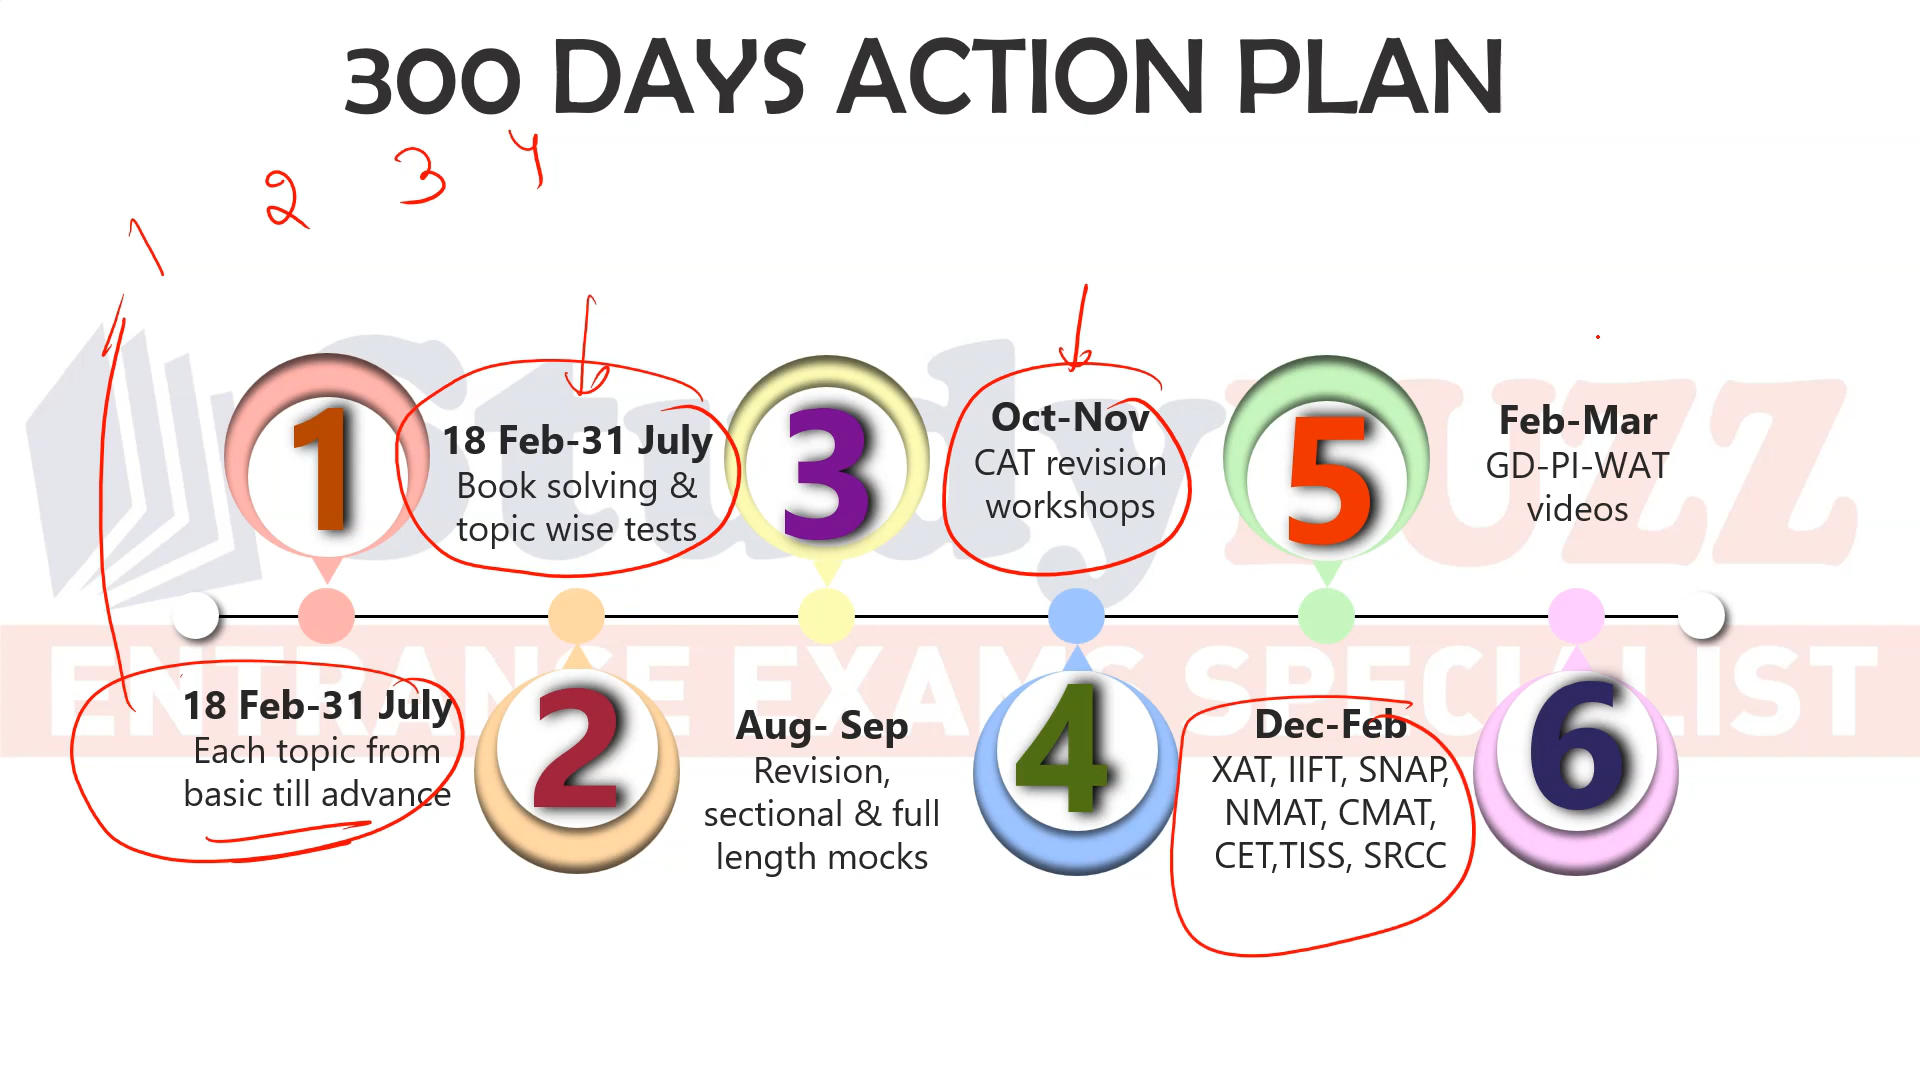 300 DAYS ACTION PLAN
1 2 3 4
1
18 Feb-31 July
Each topic from
basic till advance
18 Feb-31 July
Book solving &
topic wise tests
2
3
Aug- Sep
Revision,
sectional & full
length mocks
Oct-Nov
CAT revision
workshops
4
5
Dec-Feb
XAT, IIFT, SNAP,
NMAT, CMAT,
CET,TISS, SRCC
Feb-Mar
GD-PI-WAT
videos
6
Study BUZZ
ENTRANCE EXAMS SPECIALIST